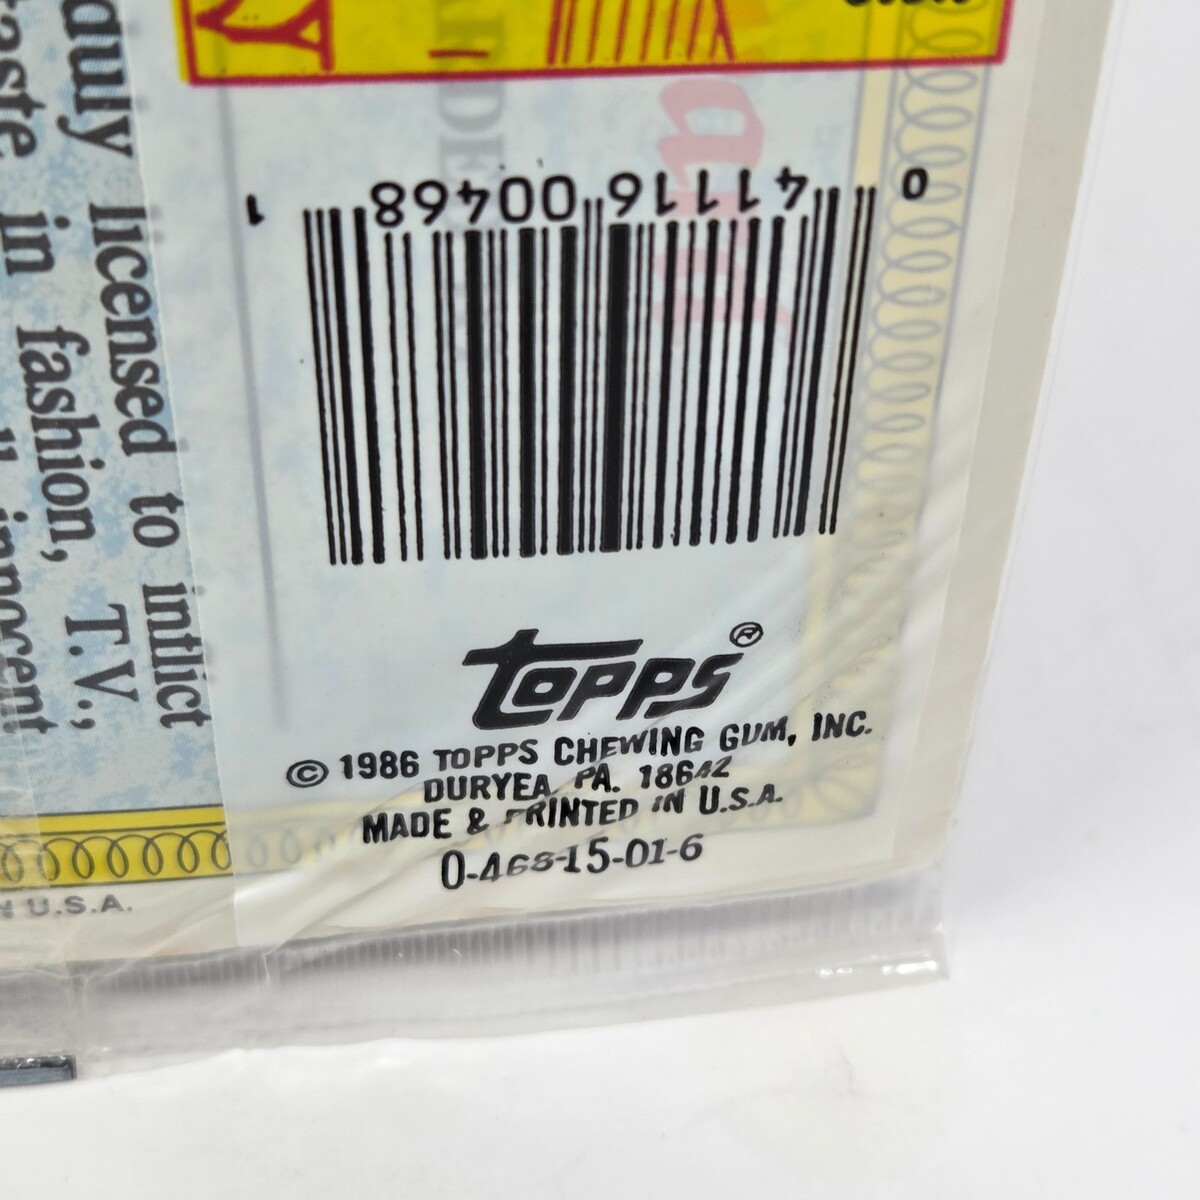 0 41116 00468 1
TOPPS®
© 1986 TOPPS CHEWING GUM, INC.
DURYEA, PA. 18642
MADE & PRINTED IN U.S.A.
0-468-15-01-6
duly licensed to inflict
taste in fashion, T.V.,
innocent
U.S.A.